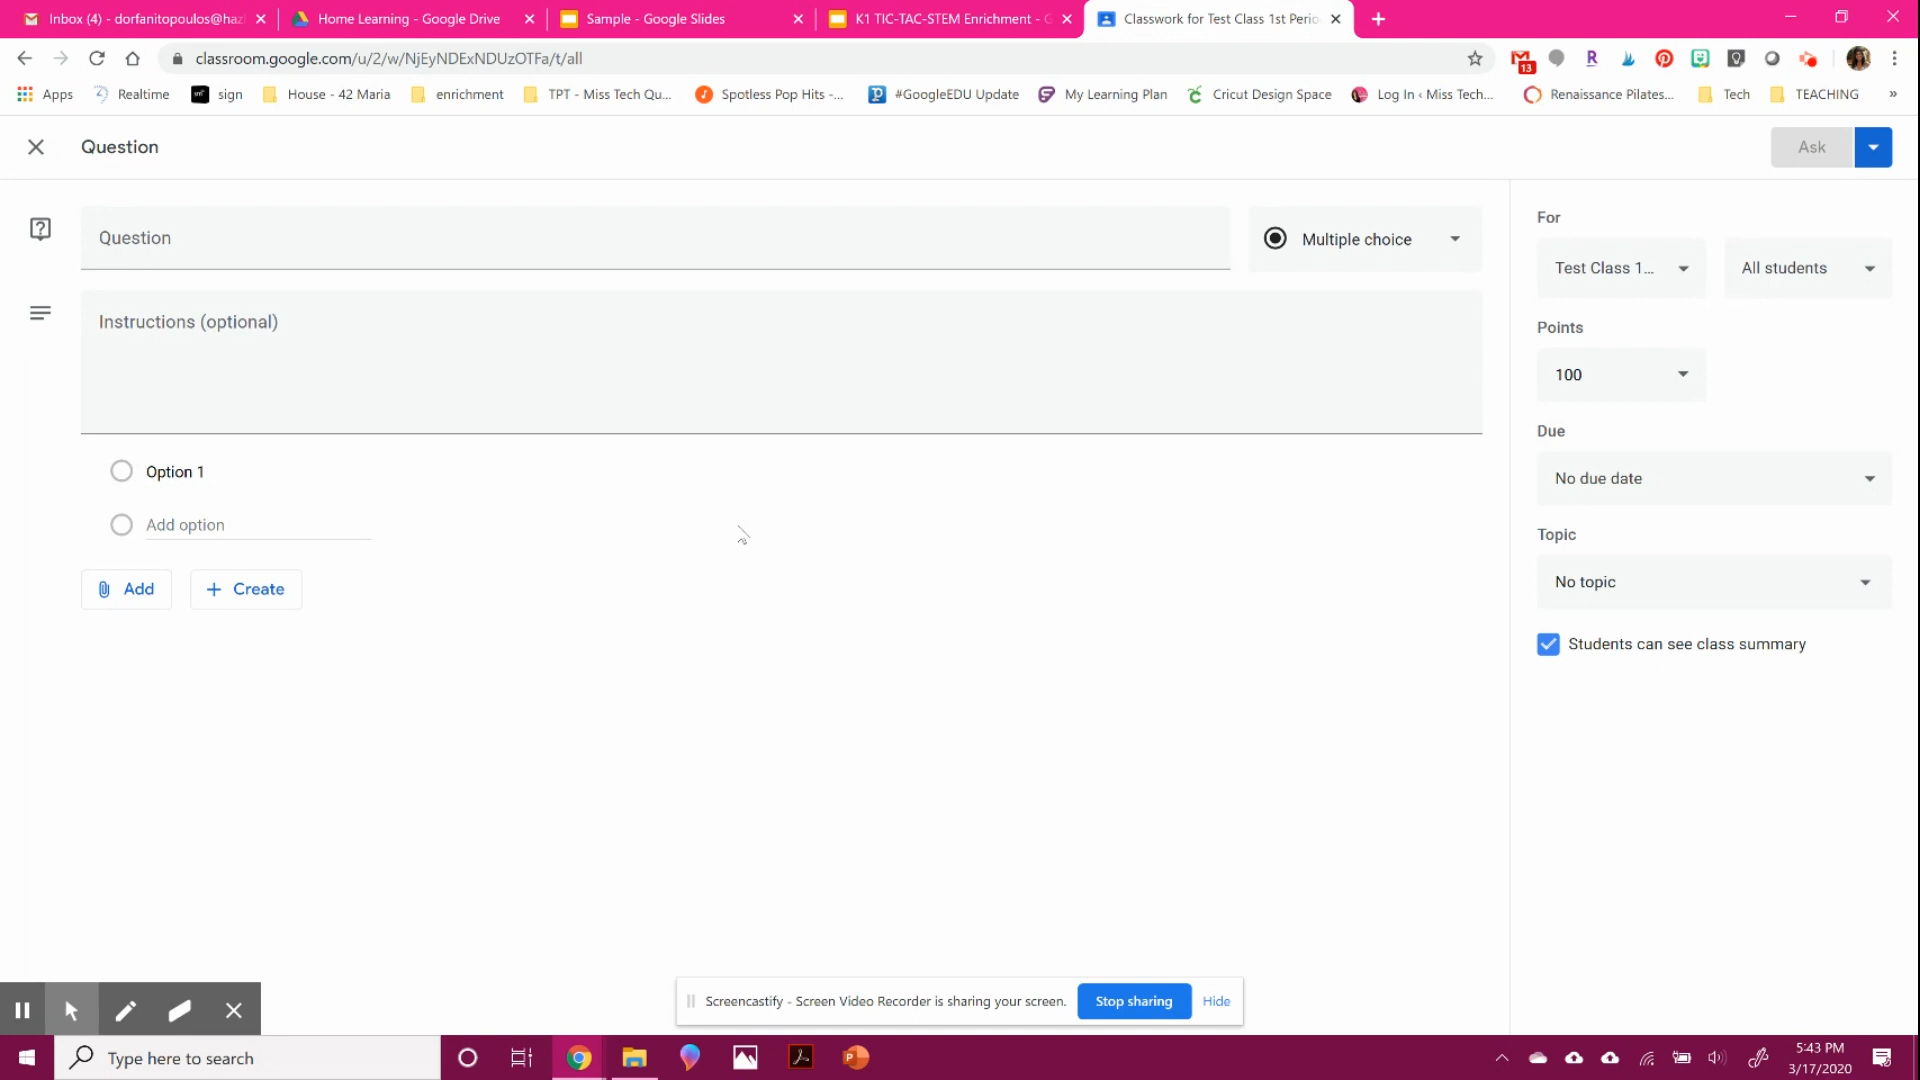 Inbox (4) - dorfanitopoulos@haz
Home Learning - Google Drive
Sample - Google Slides
K1 TIC-TAC-STEM Enrichment - G
Classwork for Test Class 1st Perio
classroom.google.com/u/2/w/NjEyNDExNDUzOTFa/t/all
13
R
Apps
Realtime
sign
House - 42 Maria
enrichment
TPT - Miss Tech Qu...
Spotless Pop Hits -...
#GoogleEDU Update
My Learning Plan
Cricut Design Space
Log In ‹ Miss Tech...
Renaissance Pilates...
Tech
TEACHING
»
Question
Ask
Question
Multiple choice
Instructions (optional)
Option 1
Add option
Add
Create
For
Test Class 1...
All students
Points
100
Due
No due date
Topic
No topic
Students can see class summary
Screencastify - Screen Video Recorder is sharing your screen.
Stop sharing
Hide
Type here to search
5:43 PM
3/17/2020